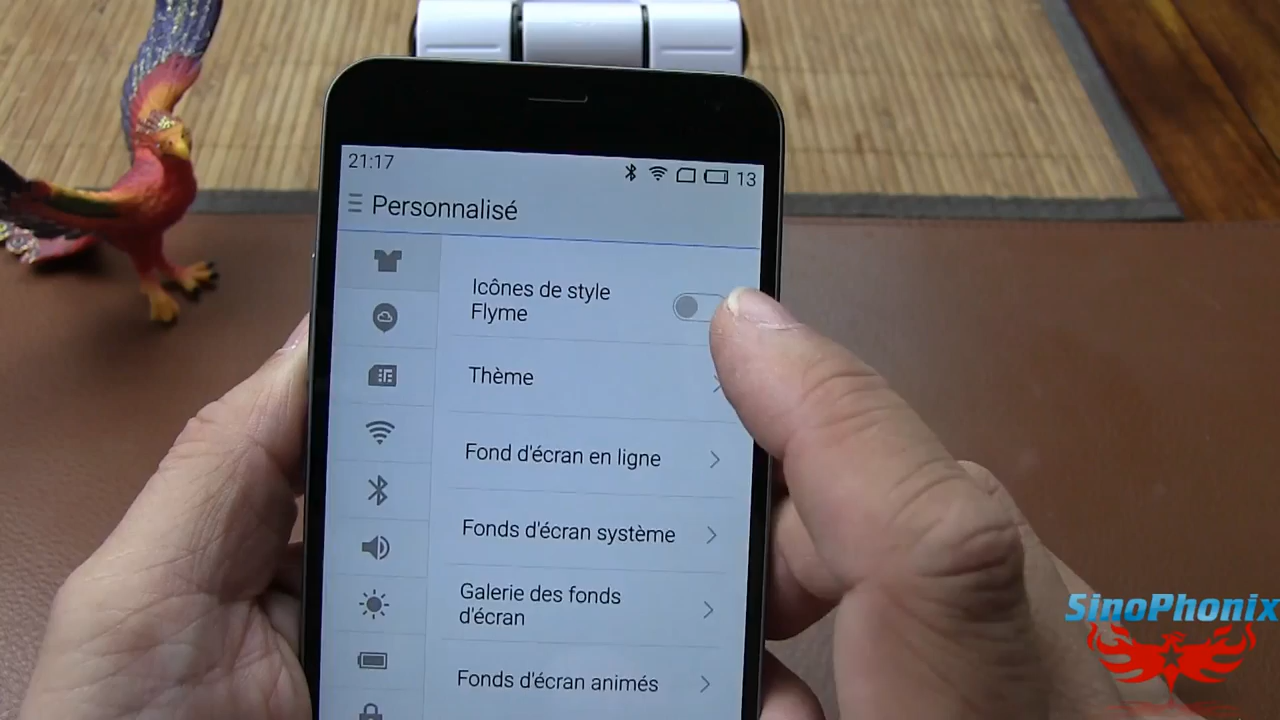 21:17
13
Personnalisé
Icônes de style
Flyme
Thème
Fond d'écran en ligne
Fonds d'écran système
Galerie des fonds
d'écran
Fonds d'écran animés
SinoPhonix